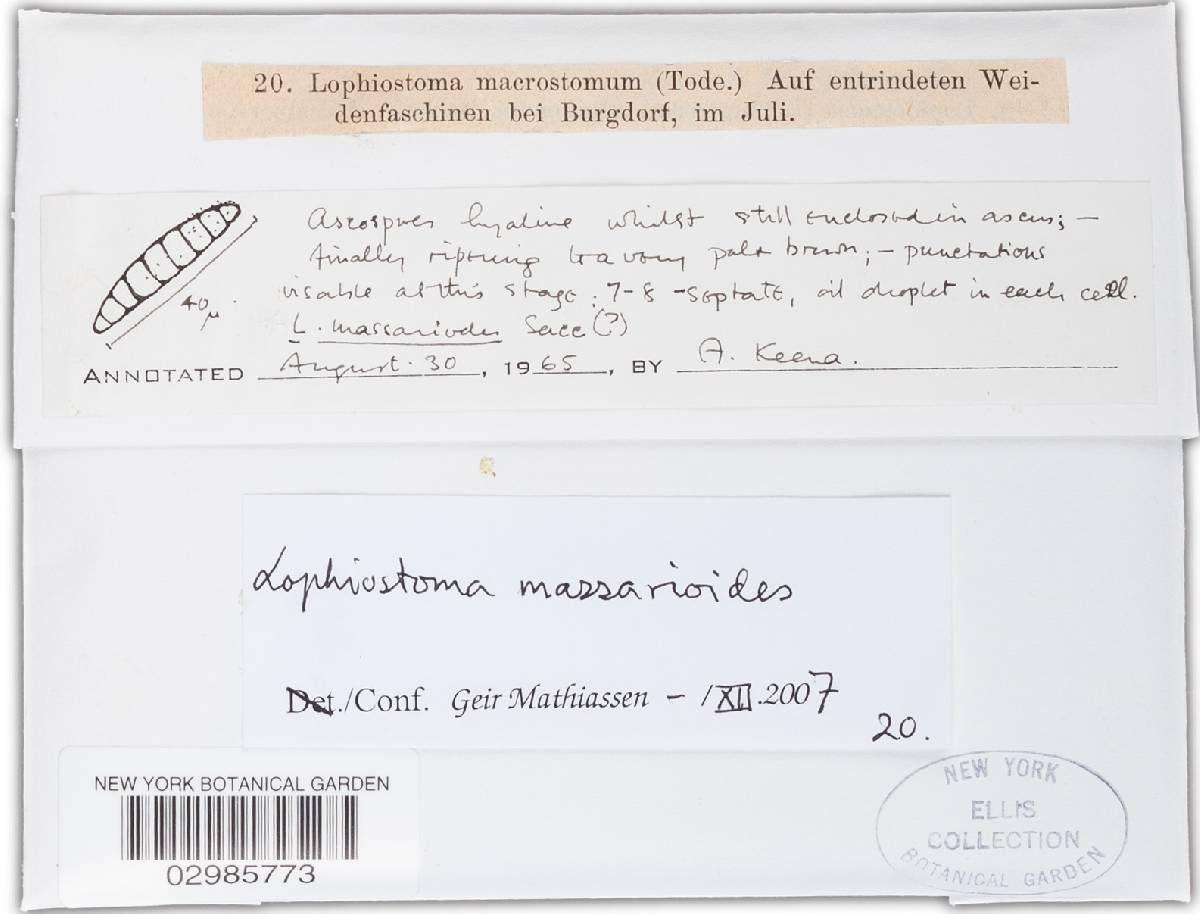 20. Lophiostoma macrostomum (Tode.) Auf entrindeten Wei-
denfaschinen bei Burgdorf, im Juli.
Ascospores hyaline whilst still enclosed in ascus; –
finally ripening to a very pale brown; – punctations
visable at this stage; 7-8 -septate, oil droplet in each cell.
40 µ
L. massariodes Sacc (?)
ANNOTATED August. 30, 1965, BY A. Keena.
Lophiostoma massarioides
Det./Conf. Geir Mathiassen – /XII.2007
20.
NEW YORK BOTANICAL GARDEN
02985773
NEW YORK
ELLIS
COLLECTION
BOTANICAL GARDEN